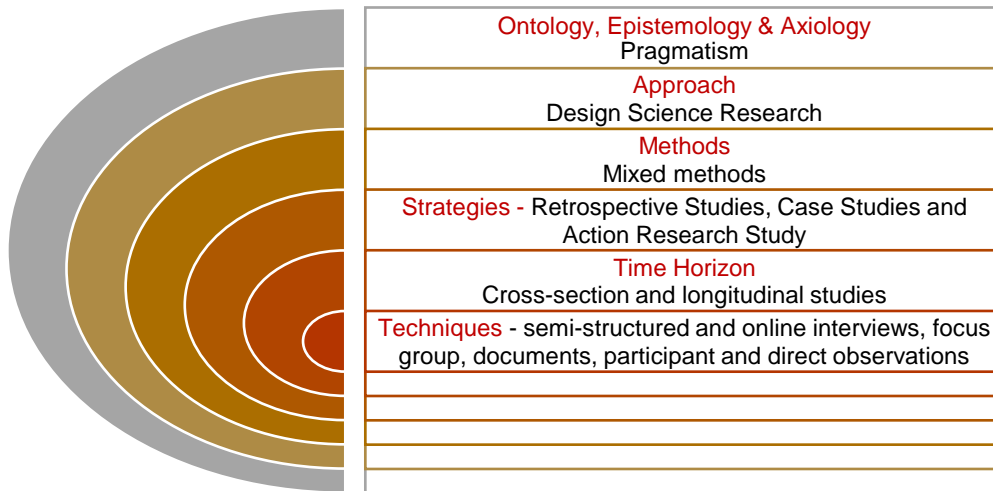 Ontology, Epistemology & Axiology
Pragmatism
Approach
Design Science Research
Methods
Mixed methods
Strategies - Retrospective Studies, Case Studies and
Action Research Study
Time Horizon
Cross-section and longitudinal studies
Techniques - semi-structured and online interviews, focus
group, documents, participant and direct observations